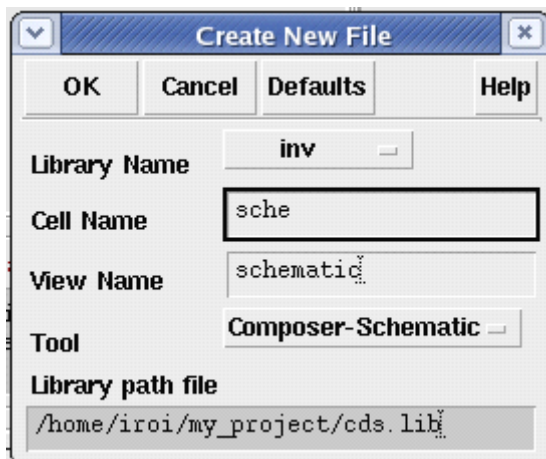 Create New File
OK Cancel Defaults Help
Library Name inv
Cell Name sche
View Name schematic
Tool Composer-Schematic
Library path file
/home/iroi/my_project/cds.lib